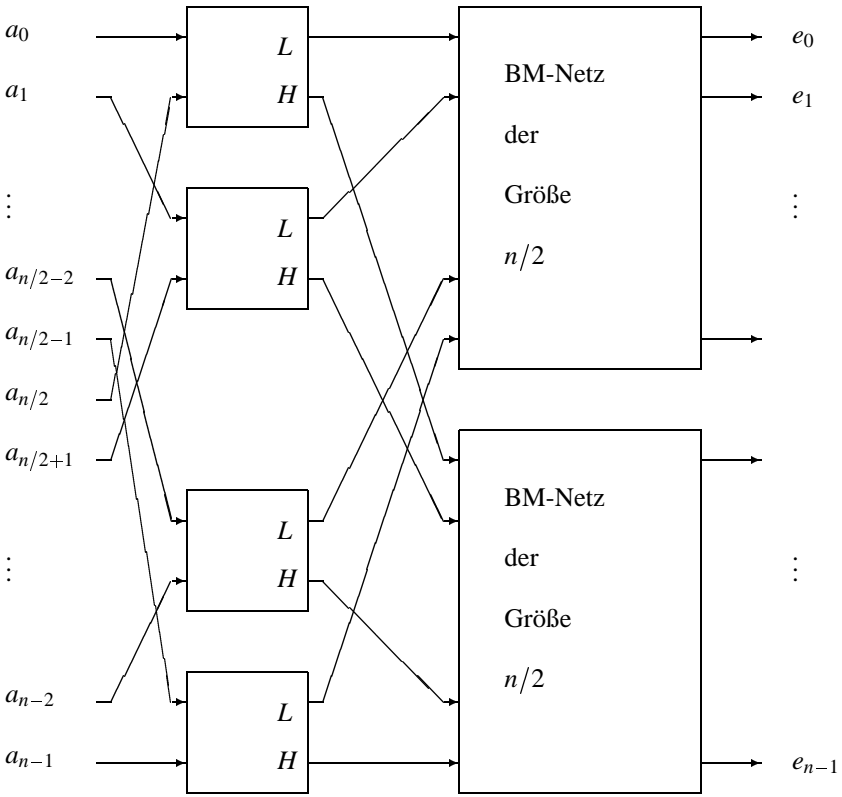 a_0
a_1
⋮
a_{n/2−2}
a_{n/2−1}
a_{n/2}
a_{n/2+1}
⋮
a_{n−2}
a_{n−1}
L
H
L
H
L
H
L
H
BM-Netz
der
Größe
n/2
BM-Netz
der
Größe
n/2
e_0
e_1
⋮
⋮
e_{n−1}